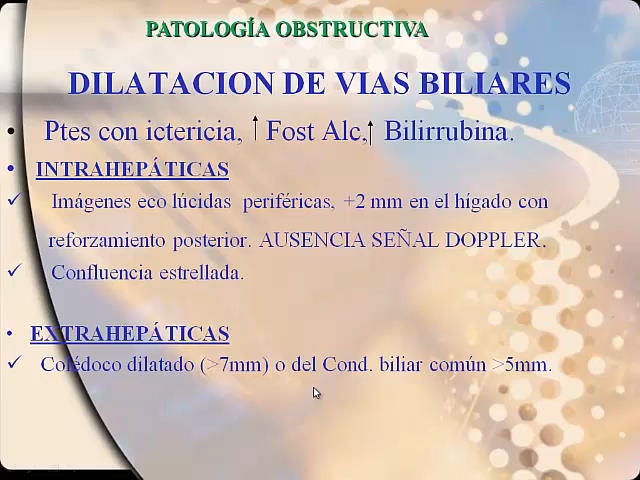 PATOLOGÍA OBSTRUCTIVA
DILATACION DE VIAS BILIARES
• Ptes con ictericia, ↑ Fost Alc,↑ Bilirrubina.
• INTRAHEPÁTICAS
✓ Imágenes eco lúcidas periféricas, +2 mm en el hígado con
reforzamiento posterior. AUSENCIA SEÑAL DOPPLER.
✓ Confluencia estrellada.
• EXTRAHEPÁTICAS
✓ Colédoco dilatado (>7mm) o del Cond. biliar común >5mm.